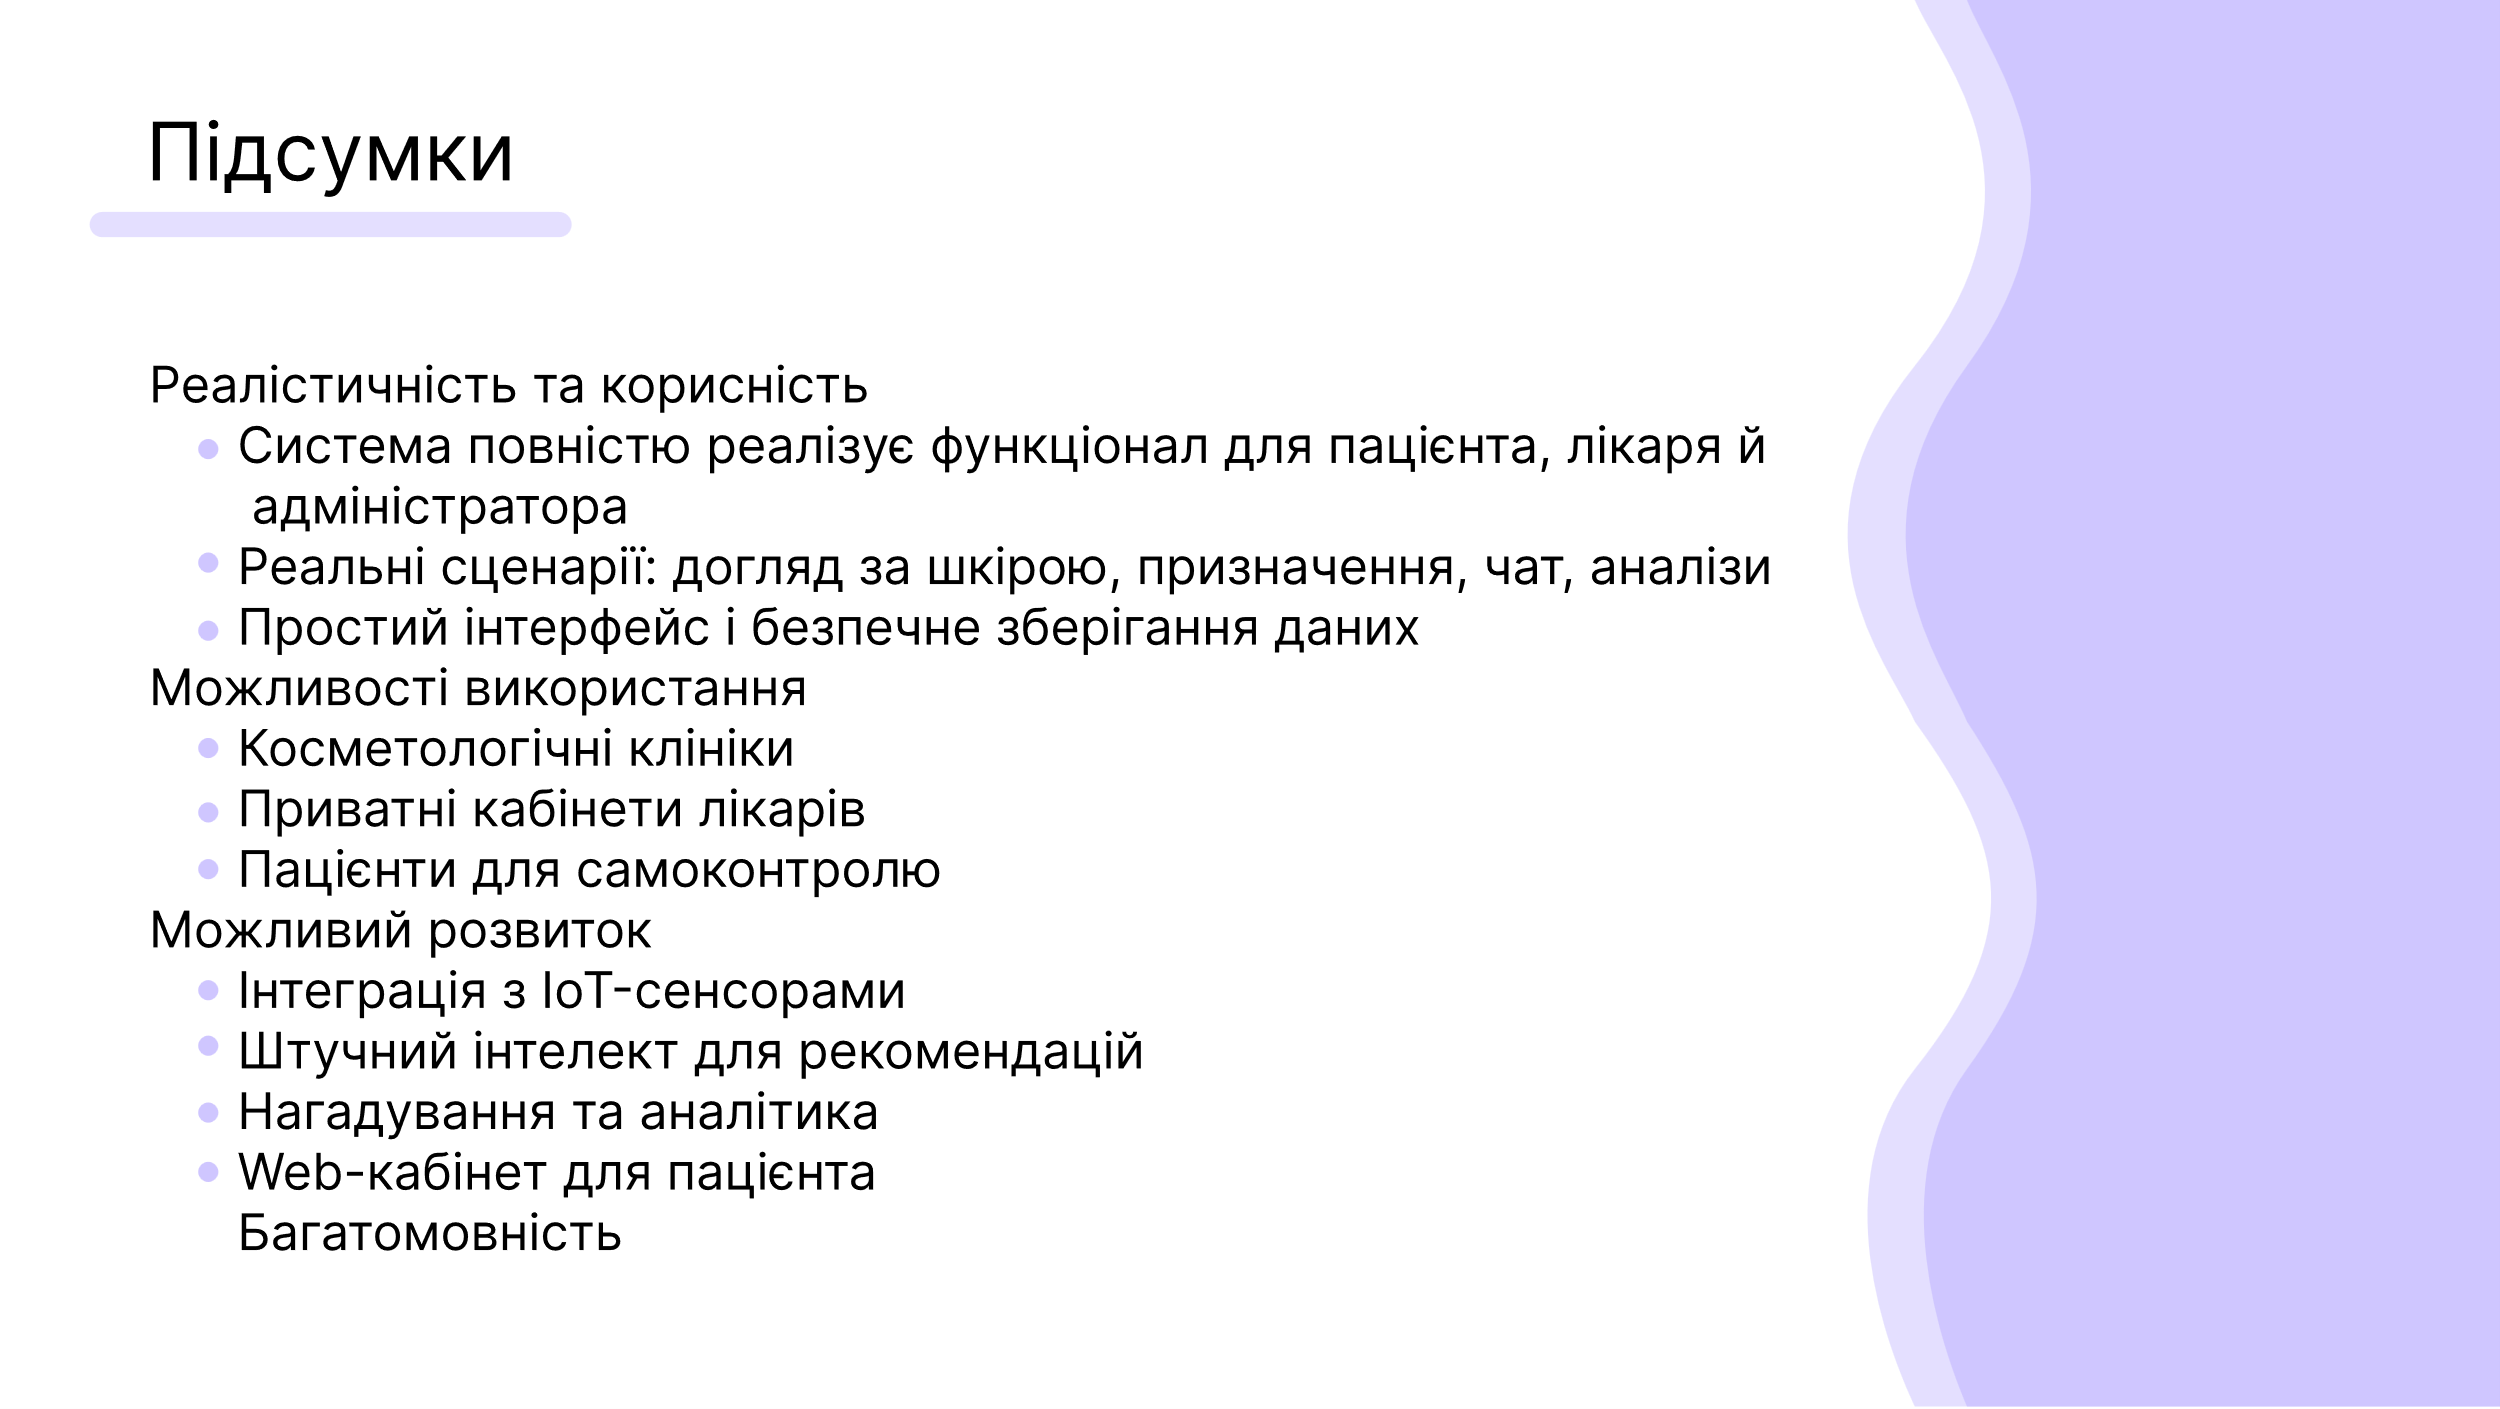 Підсумки
Реалістичність та корисність
Система повністю реалізує функціонал для пацієнта, лікаря й
адміністратора
Реальні сценарії: догляд за шкірою, призначення, чат, аналізи
Простий інтерфейс і безпечне зберігання даних
Можливості використання
Косметологічні клініки
Приватні кабінети лікарів
Пацієнти для самоконтролю
Можливий розвиток
Інтеграція з IoT-сенсорами
Штучний інтелект для рекомендацій
Нагадування та аналітика
Web-кабінет для пацієнта
Багатомовність